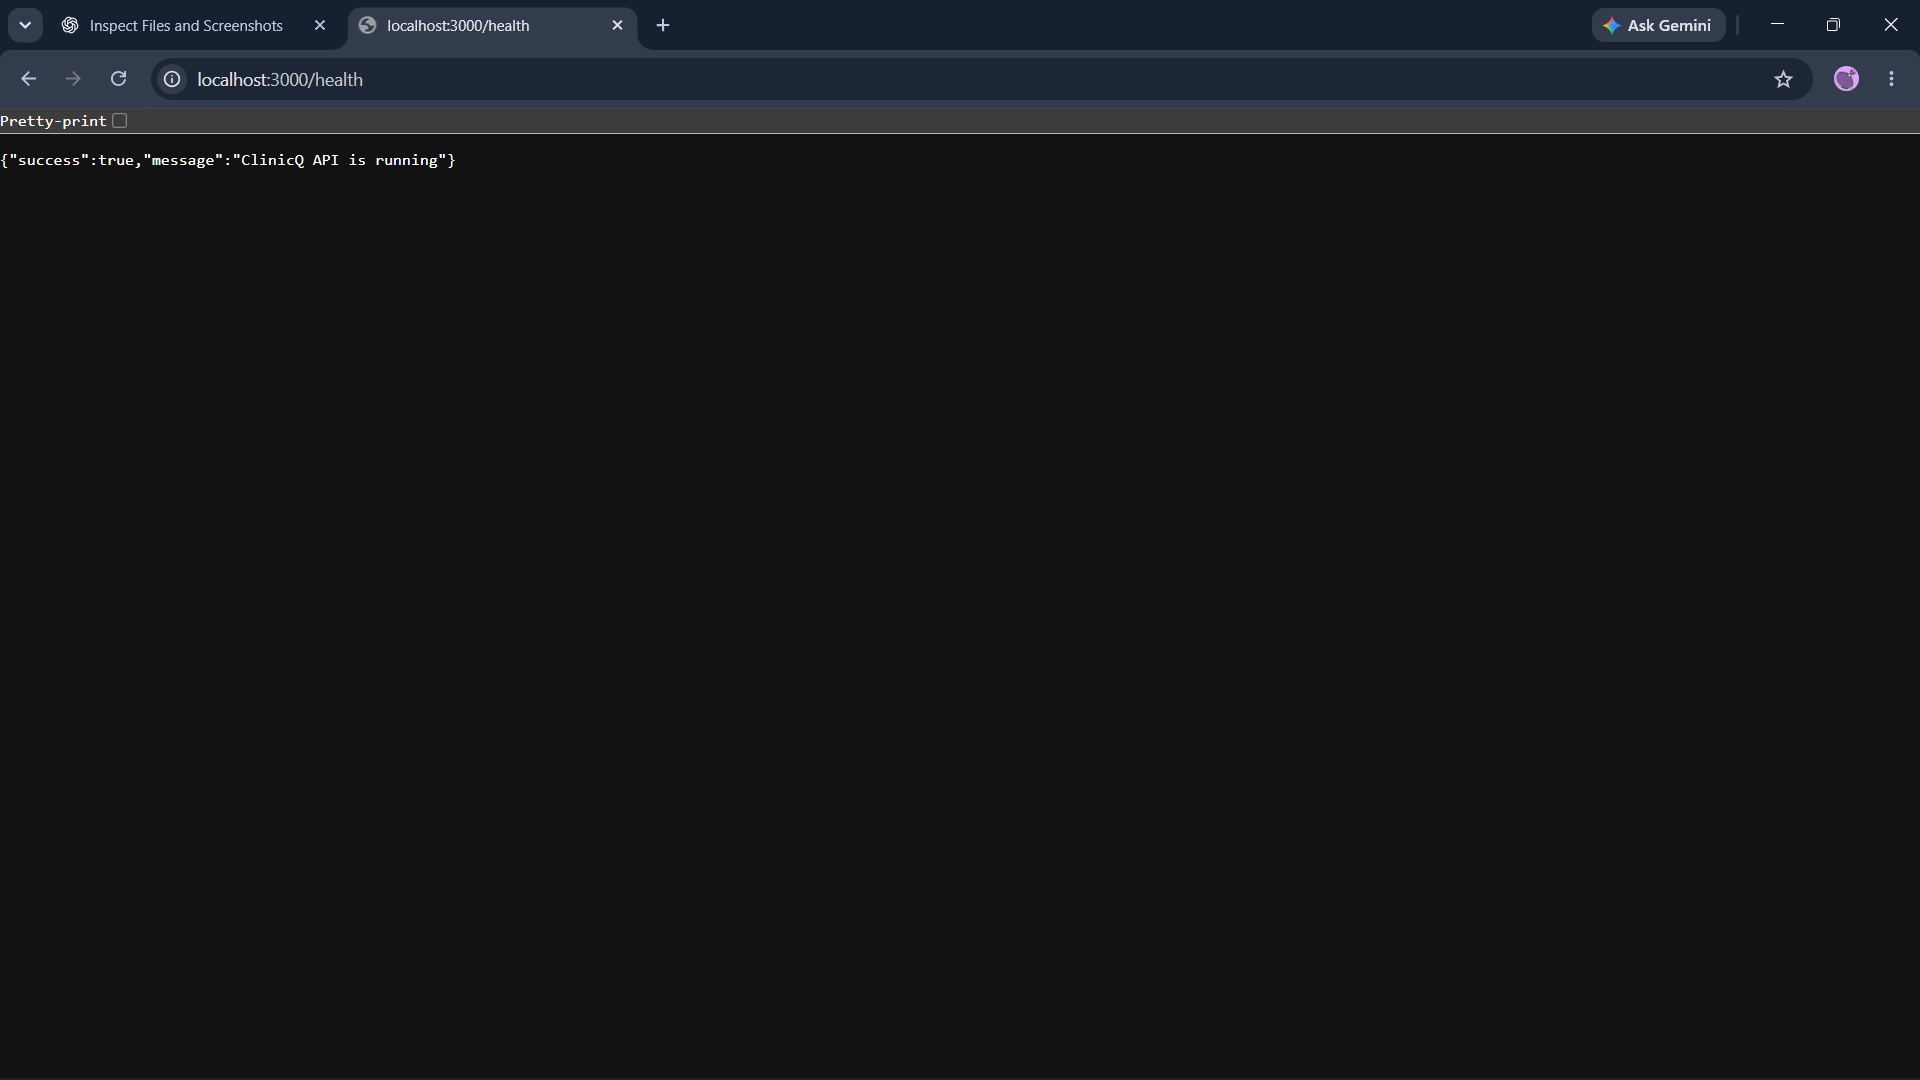 Inspect Files and Screenshots
localhost:3000/health
Ask Gemini
localhost:3000/health
Pretty-print
{"success":true,"message":"ClinicQ API is running"}